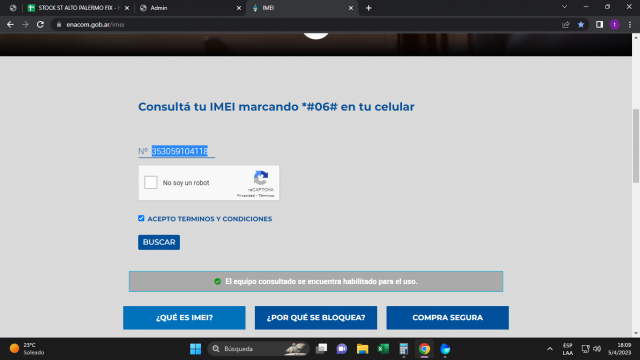 STOCK ST ALTO PALERMO FIX - H
Admin
IMEI
enacom.gob.ar/imei
Consultá tu IMEI marcando *#06# en tu celular
Nº 353059104118
No soy un robot
reCAPTCHA
Privacidad - Términos
ACEPTO TERMINOS Y CONDICIONES
BUSCAR
El equipo consultado se encuentra habilitado para el uso.
¿QUÉ ES IMEI?
¿POR QUÉ SE BLOQUEA?
COMPRA SEGURA
23°C
Soleado
Búsqueda
ESP
LAA
18:09
5/4/2023